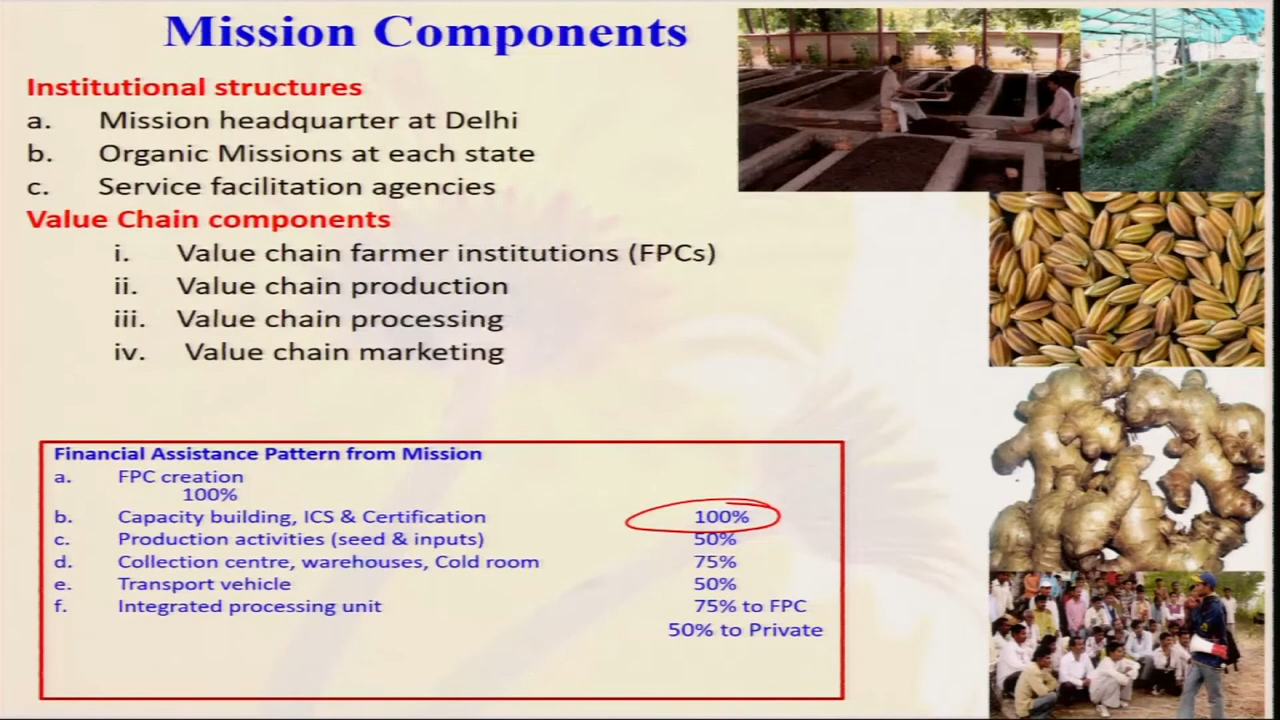 Mission Components
Institutional structures
a. Mission headquarter at Delhi
b. Organic Missions at each state
c. Service facilitation agencies
Value Chain components
i. Value chain farmer institutions (FPCs)
ii. Value chain production
iii. Value chain processing
iv. Value chain marketing
Financial Assistance Pattern from Mission
a. FPC creation
100%
b. Capacity building, ICS & Certification 100%
c. Production activities (seed & inputs) 50%
d. Collection centre, warehouses, Cold room 75%
e. Transport vehicle 50%
f. Integrated processing unit 75% to FPC
50% to Private